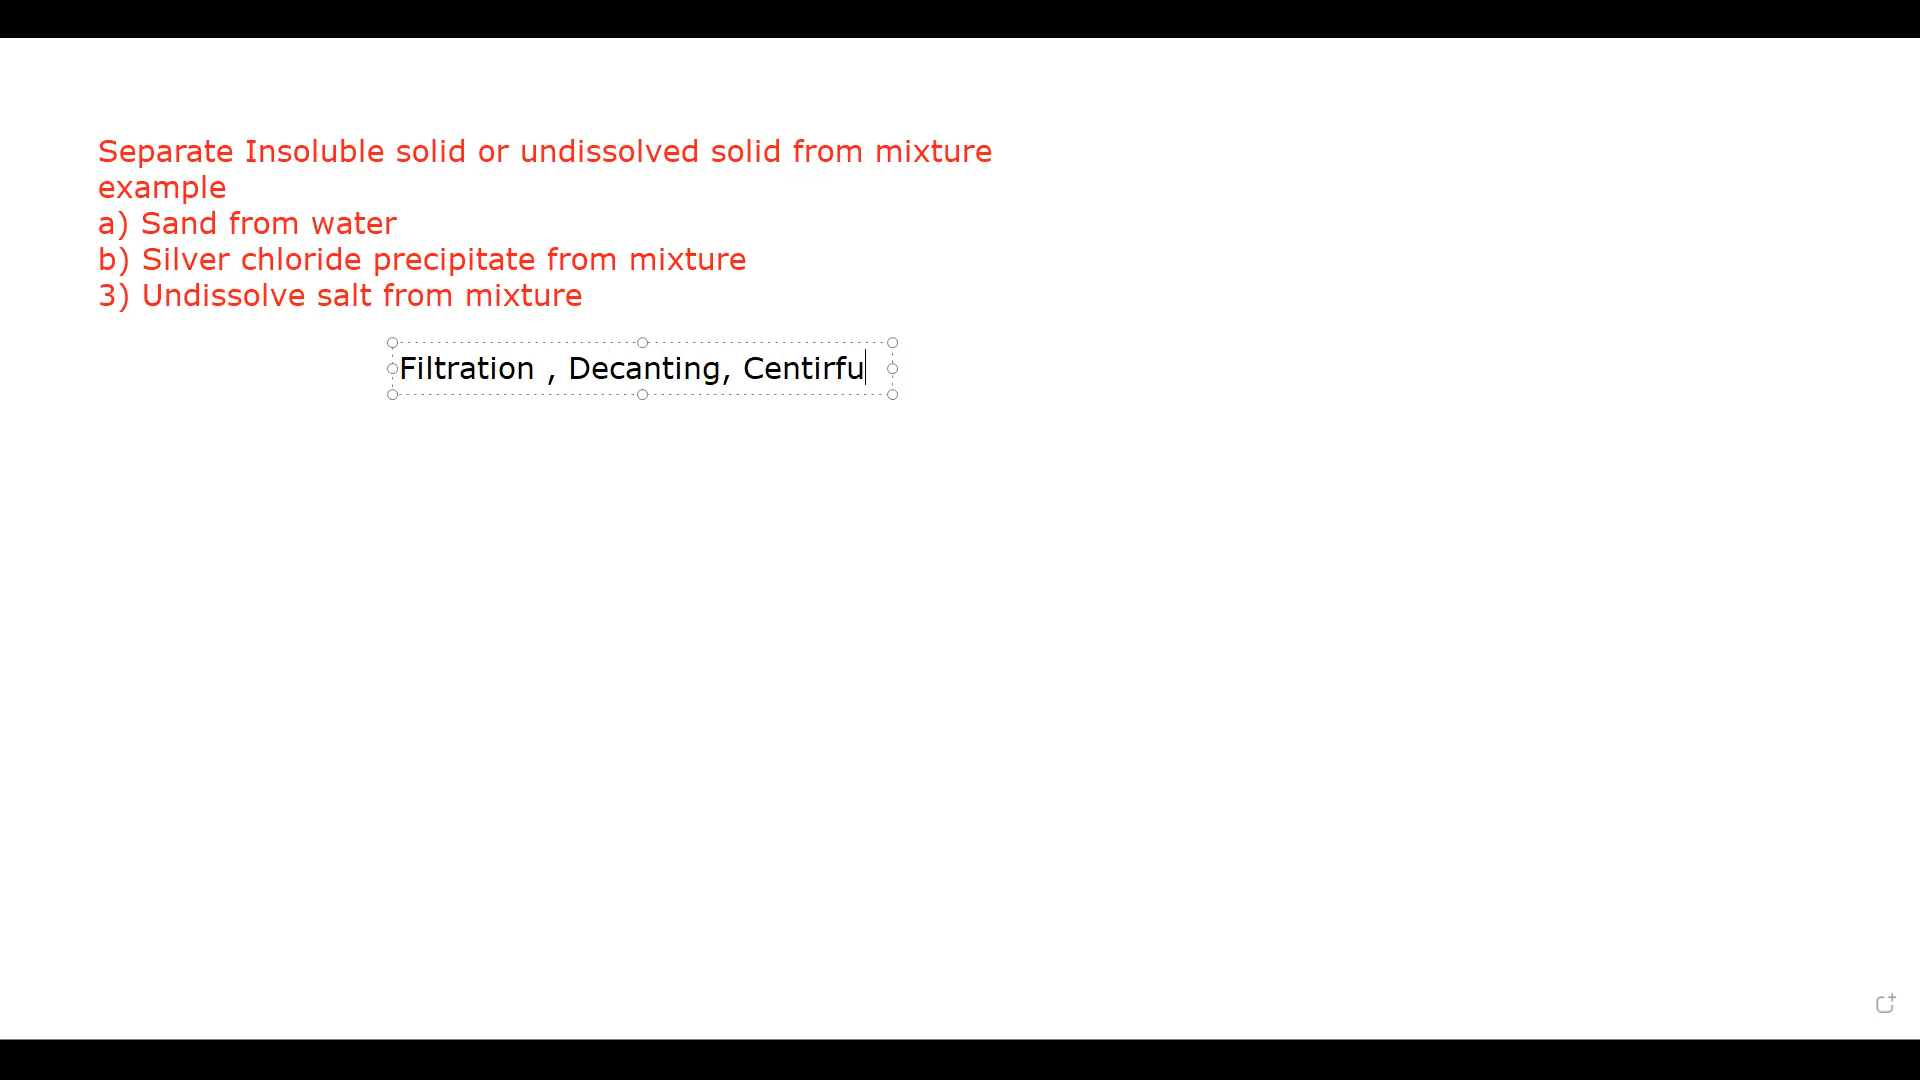 Separate Insoluble solid or undissolved solid from mixture
example
a) Sand from water
b) Silver chloride precipitate from mixture
3) Undissolve salt from mixture
Filtration , Decanting, Centirfu